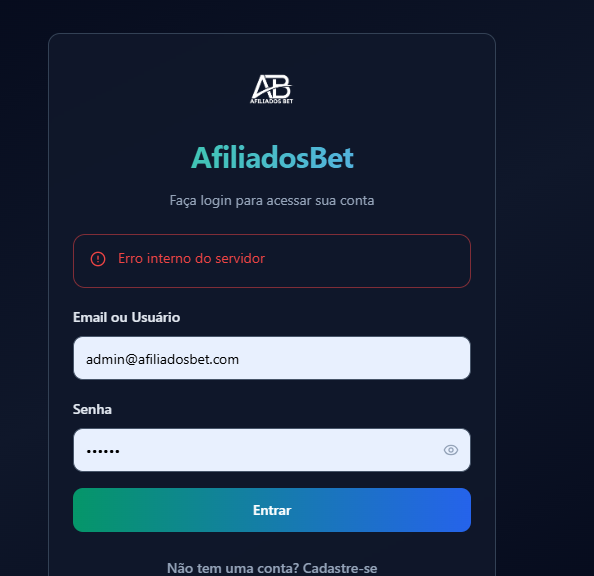 AB
AFILIADOS BET
AfiliadosBet
Faça login para acessar sua conta
Erro interno do servidor
Email ou Usuário
admin@afiliadosbet.com
Senha
••••••
Entrar
Não tem uma conta? Cadastre-se